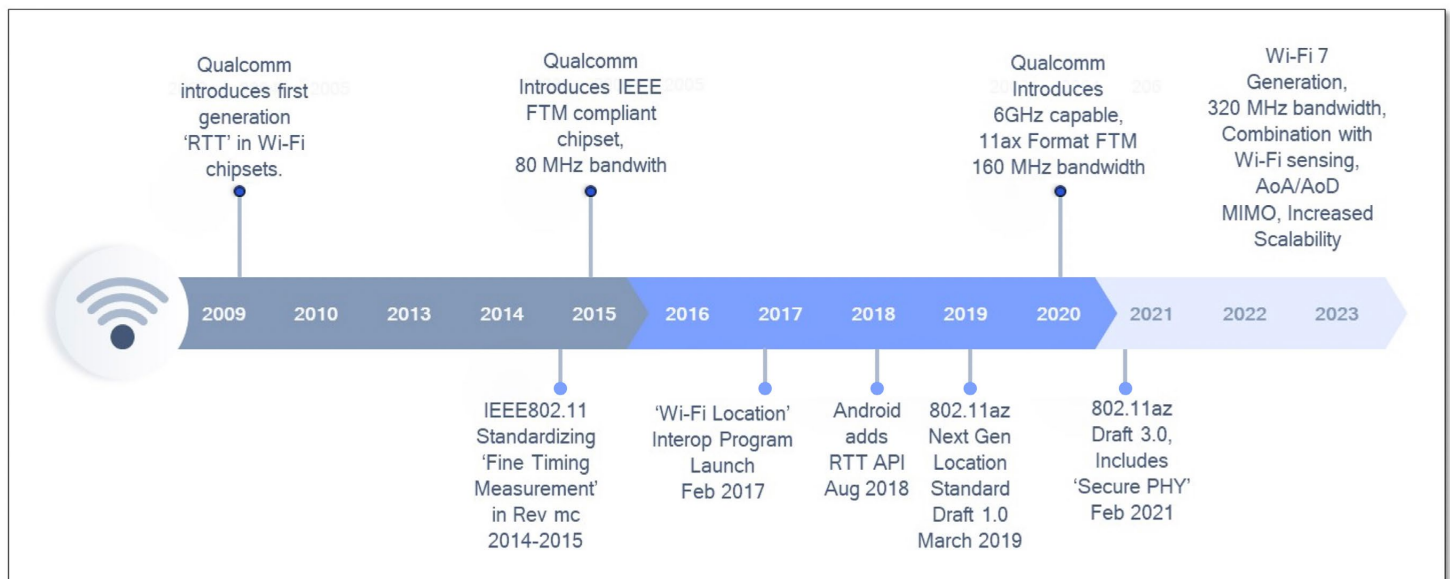 Qualcomm
introduces first
generation
‘RTT’ in Wi-Fi
chipsets.
Qualcomm
Introduces IEEE
FTM compliant
chipset,
80 MHz bandwith
Qualcomm
Introduces
6GHz capable,
11ax Format FTM
160 MHz bandwidth
Wi-Fi 7
Generation,
320 MHz bandwidth,
Combination with
Wi-Fi sensing,
AoA/AoD
MIMO, Increased
Scalability
2009 2010 2013 2014 2015 2016 2017 2018 2019 2020 2021 2022 2023
IEEE802.11
Standardizing
‘Fine Timing
Measurement’
in Rev mc
2014-2015
‘Wi-Fi Location’
Interop Program
Launch
Feb 2017
Android
adds
RTT API
Aug 2018
802.11az
Next Gen
Location
Standard
Draft 1.0
March 2019
802.11az
Draft 3.0,
Includes
‘Secure PHY’
Feb 2021